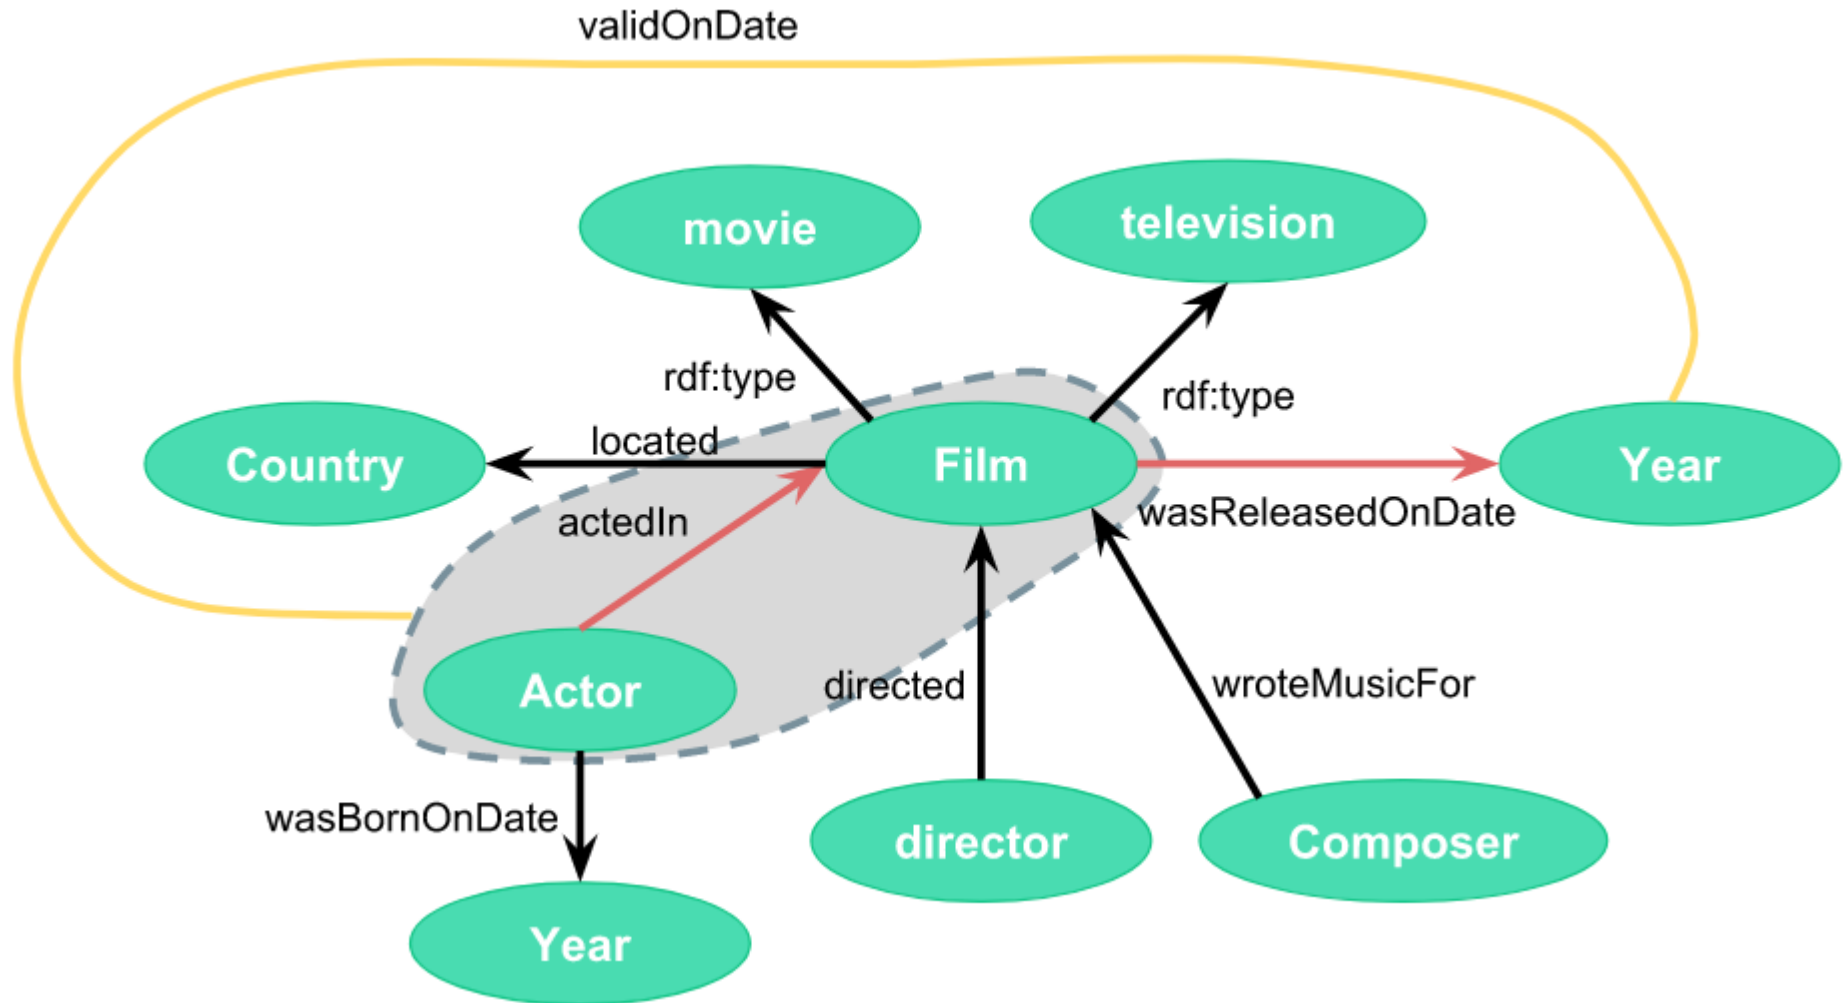 validOnDate
movie
television
rdf:type
rdf:type
located
Country
Film
Year
actedIn
wasReleasedOnDate
Actor
directed
wroteMusicFor
wasBornOnDate
director
Composer
Year